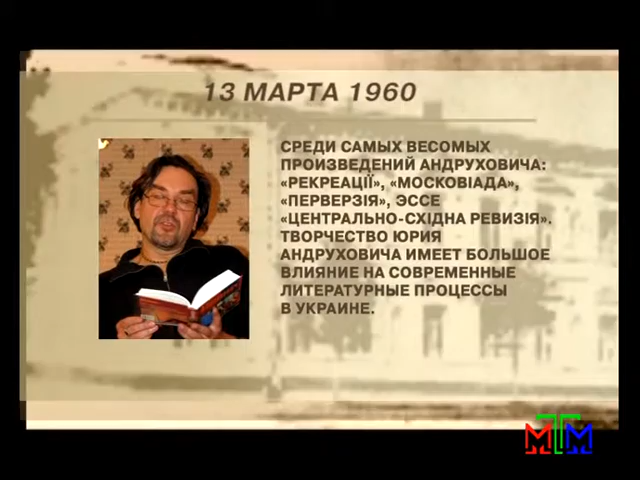 13 МАРТА 1960
СРЕДИ САМЫХ ВЕСОМЫХ
ПРОИЗВЕДЕНИЙ АНДРУХОВИЧА:
«РЕКРЕАЦІЇ», «МОСКОВІАДА»,
«ПЕРВЕРЗІЯ», ЭССЕ
«ЦЕНТРАЛЬНО-СХІДНА РЕВИЗІЯ».
ТВОРЧЕСТВО ЮРИЯ
АНДРУХОВИЧА ИМЕЕТ БОЛЬШОЕ
ВЛИЯНИЕ НА СОВРЕМЕННЫЕ
ЛИТЕРАТУРНЫЕ ПРОЦЕССЫ
В УКРАИНЕ.
МТМ